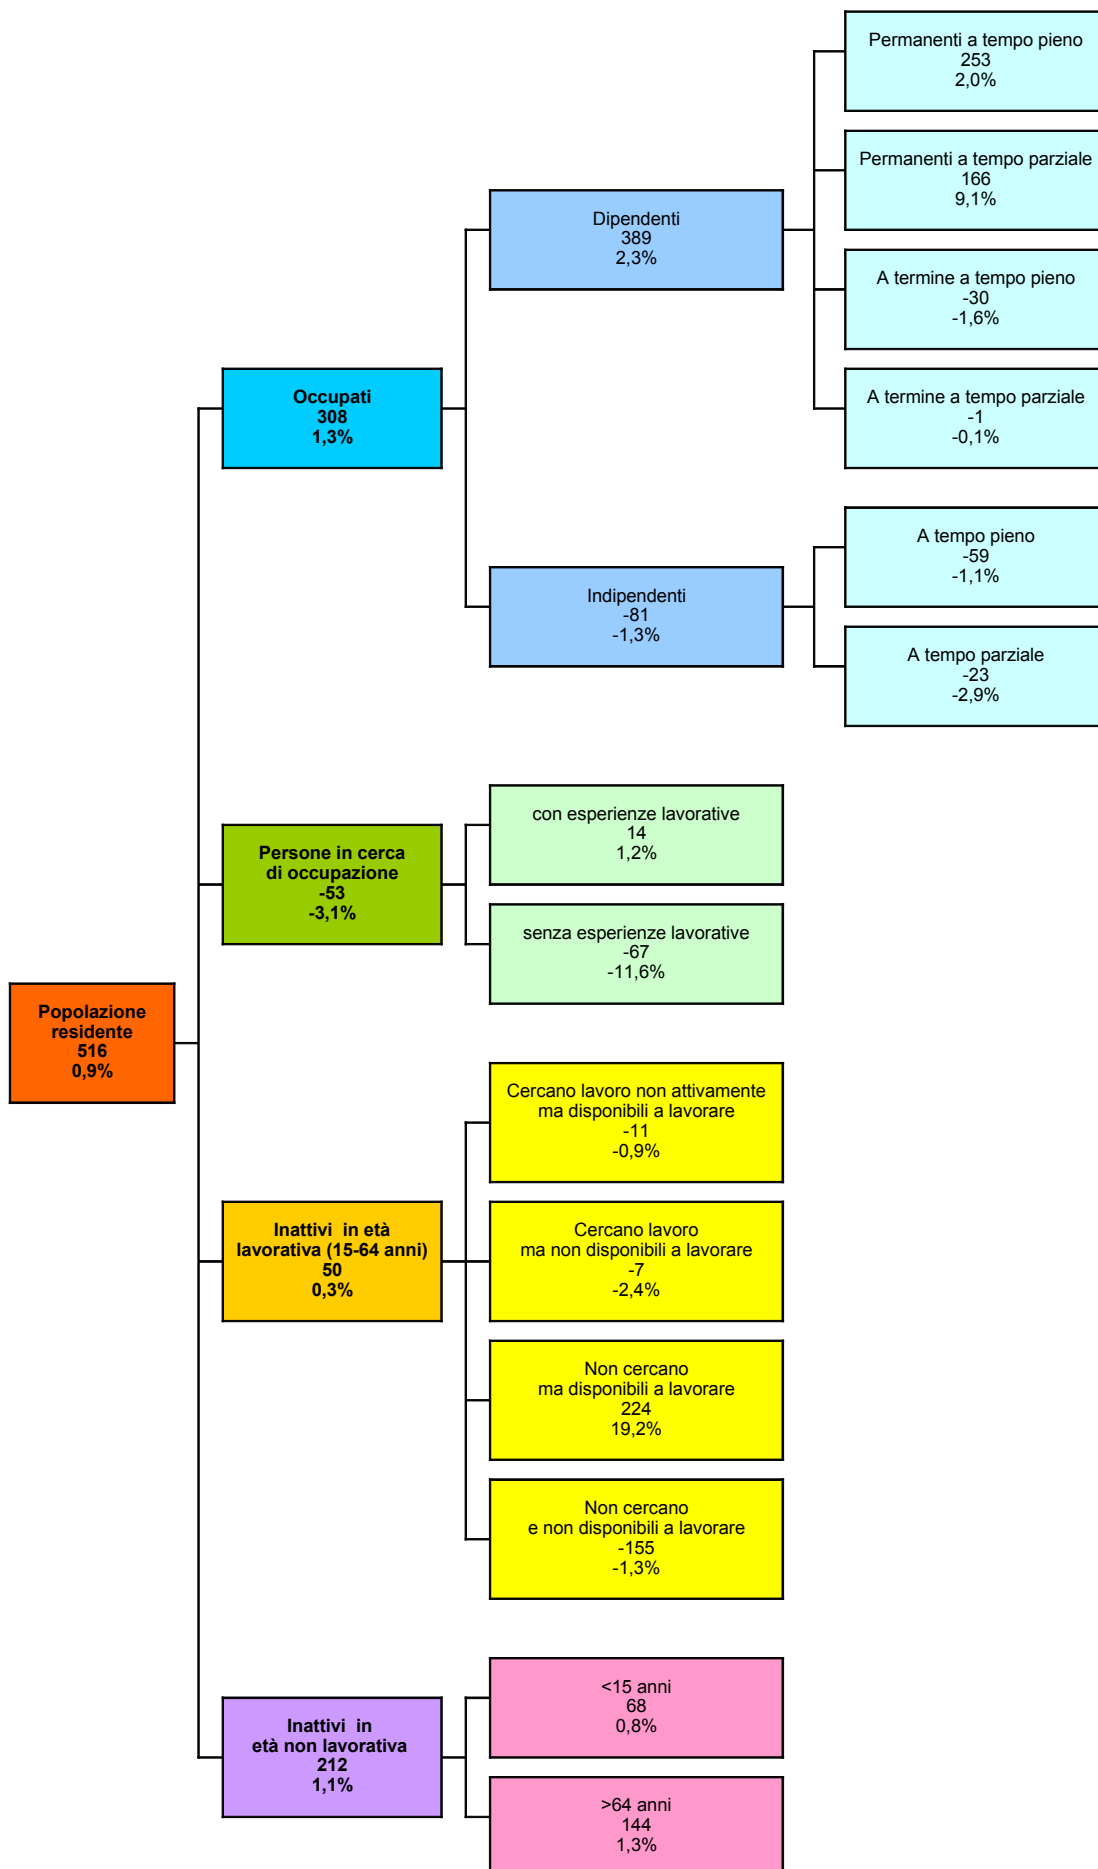 Popolazione
residente
516
0,9%
Occupati
308
1,3%
Dipendenti
389
2,3%
Permanenti a tempo pieno
253
2,0%
Permanenti a tempo parziale
166
9,1%
A termine a tempo pieno
-30
-1,6%
A termine a tempo parziale
-1
-0,1%
Indipendenti
-81
-1,3%
A tempo pieno
-59
-1,1%
A tempo parziale
-23
-2,9%
Persone in cerca
di occupazione
-53
-3,1%
con esperienze lavorative
14
1,2%
senza esperienze lavorative
-67
-11,6%
Inattivi in età
lavorativa (15-64 anni)
50
0,3%
Cercano lavoro non attivamente
ma disponibili a lavorare
-11
-0,9%
Cercano lavoro
ma non disponibili a lavorare
-7
-2,4%
Non cercano
ma disponibili a lavorare
224
19,2%
Non cercano
e non disponibili a lavorare
-155
-1,3%
Inattivi in
età non lavorativa
212
1,1%
<15 anni
68
0,8%
>64 anni
144
1,3%